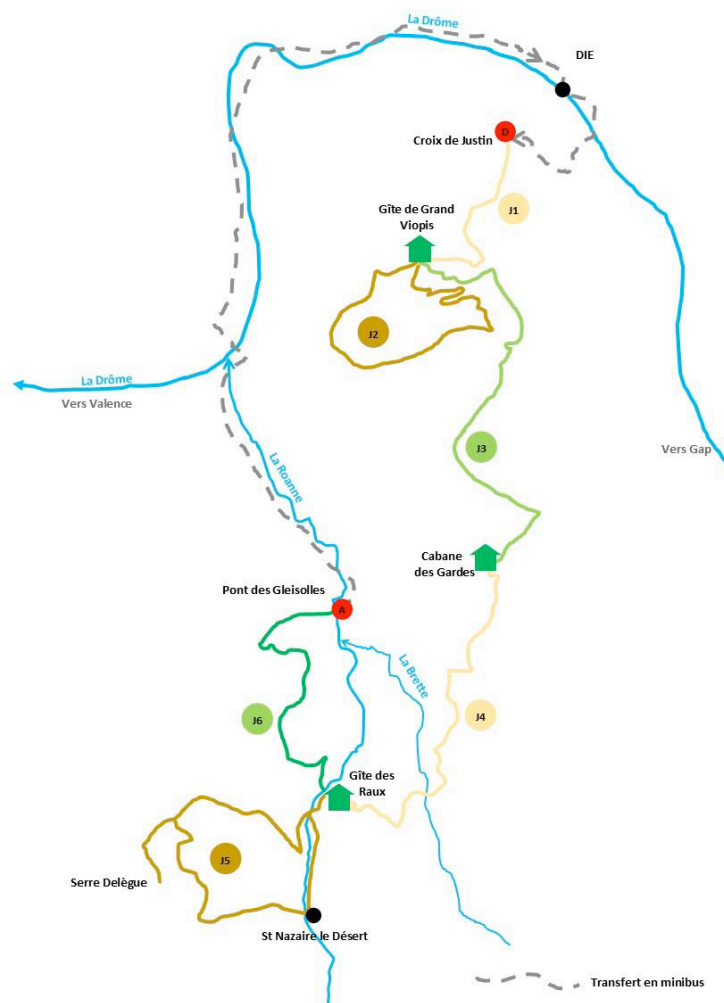 La Drôme
DIE
D
Croix de Justin
J1
Gîte de Grand
Viopis
J2
La Drôme
Vers Valence
J3
Vers Gap
La Roanne
Cabane
des Gardes
Pont des Gleisolles
A
La Brette
J6
J4
Gîte des
Raux
J5
Serre Delègue
St Nazaire le Désert
Transfert en minibus